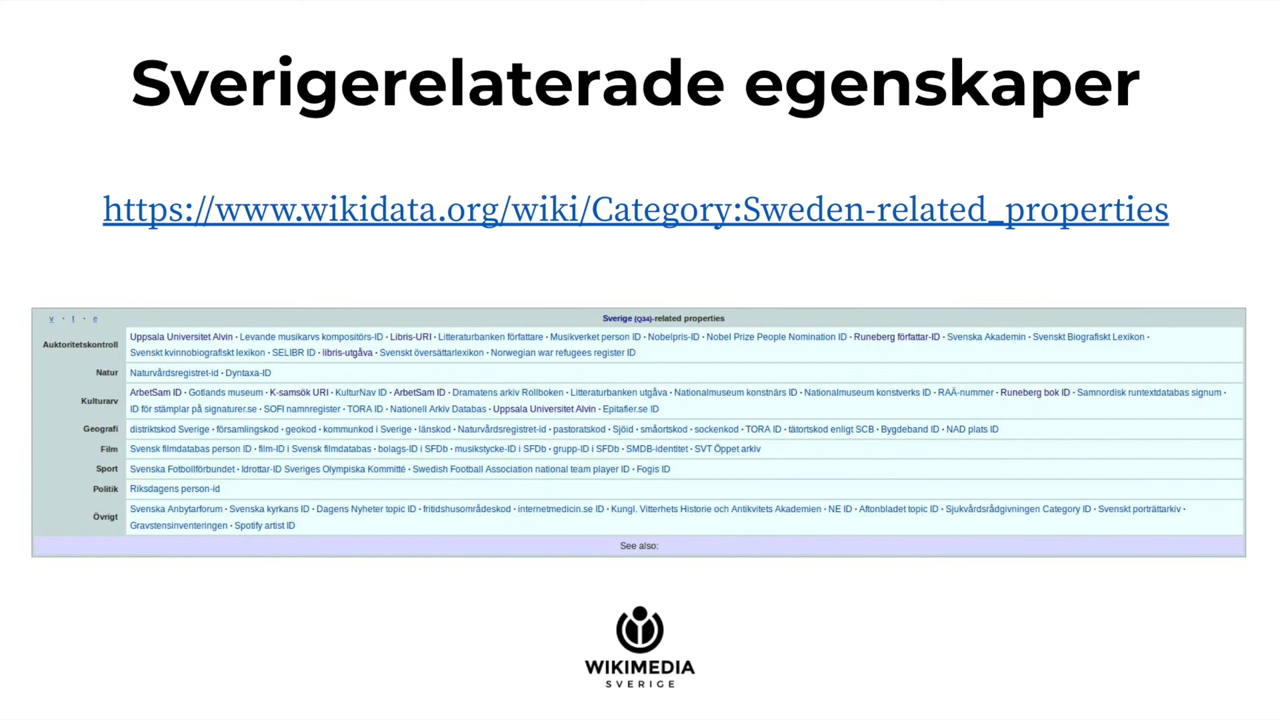 Sverigerelaterade egenskaper
https://www.wikidata.org/wiki/Category:Sweden-related_properties
v · t · e
Sverige (Q34)-related properties
Auktoritetskontroll
Uppsala Universitet Alvin · Levande musikarvs kompositörs-ID · Libris-URI · Litteraturbanken författare · Musikverket person ID · Nobelpris-ID · Nobel Prize People Nomination ID · Runeberg författar-ID · Svenska Akademin · Svenskt Biografiskt Lexikon ·
Svenskt kvinnobiografiskt lexikon · SELIBR ID · libris-utgåva · Svenskt översättarlexikon · Norwegian war refugees register ID
Natur
Naturvårdsregistret-id · Dyntaxa-ID
Kulturarv
ArbetSam ID · Gotlands museum · K-samsök URI · KulturNav ID · ArbetSam ID · Dramatens arkiv Rollboken · Litteraturbanken utgåva · Nationalmuseum konstnärs ID · Nationalmuseum konstverks ID · RAÄ-nummer · Runeberg bok ID · Samnordisk runtextdatabas signum ·
ID för stämplar på signaturer.se · SOFI namnregister · TORA ID · Nationell Arkiv Databas · Uppsala Universitet Alvin · Epitafier.se ID
Geografi
distriktskod Sverige · församlingskod · geokod · kommunkod i Sverige · länskod · Naturvårdsregistret-id · pastoratskod · Sjöid · småortskod · sockenkod · TORA ID · tätortskod enligt SCB · Bygdeband ID · NAD plats ID
Film
Svensk filmdatabas person ID · film-ID i Svensk filmdatabas · bolags-ID i SFDb · musikstycke-ID i SFDb · grupp-ID i SFDb · SMDB-identitet · SVT Öppet arkiv
Sport
Svenska Fotbollförbundet · Idrottar-ID Sveriges Olympiska Kommitté · Swedish Football Association national team player ID · Fogis ID
Politik
Riksdagens person-id
Övrigt
Svenska Anbytarforum · Svenska kyrkans ID · Dagens Nyheter topic ID · fritidshusområdeskod · internetmedicin.se ID · Kungl. Vitterhets Historie och Antikvitets Akademien · NE ID · Aftonbladet topic ID · Sjukvårdsrådgivningen Category ID · Svenskt porträttarkiv ·
Gravstensinventeringen · Spotify artist ID
See also:
WIKIMEDIA
SVERIGE